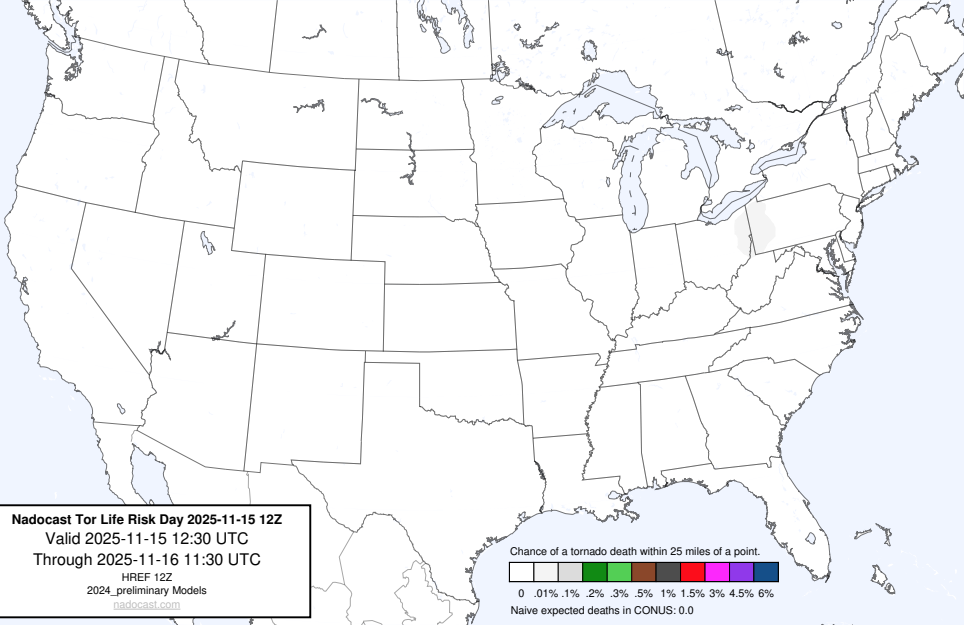 Nadocast Tor Life Risk Day 2025-11-15 12Z
Valid 2025-11-15 12:30 UTC
Through 2025-11-16 11:30 UTC
HREF 12Z
2024_preliminary Models
nadocast.com
Chance of a tornado death within 25 miles of a point.
0 .01% .1% .2% .3% .5% 1% 1.5% 3% 4.5% 6%
Naive expected deaths in CONUS: 0.0